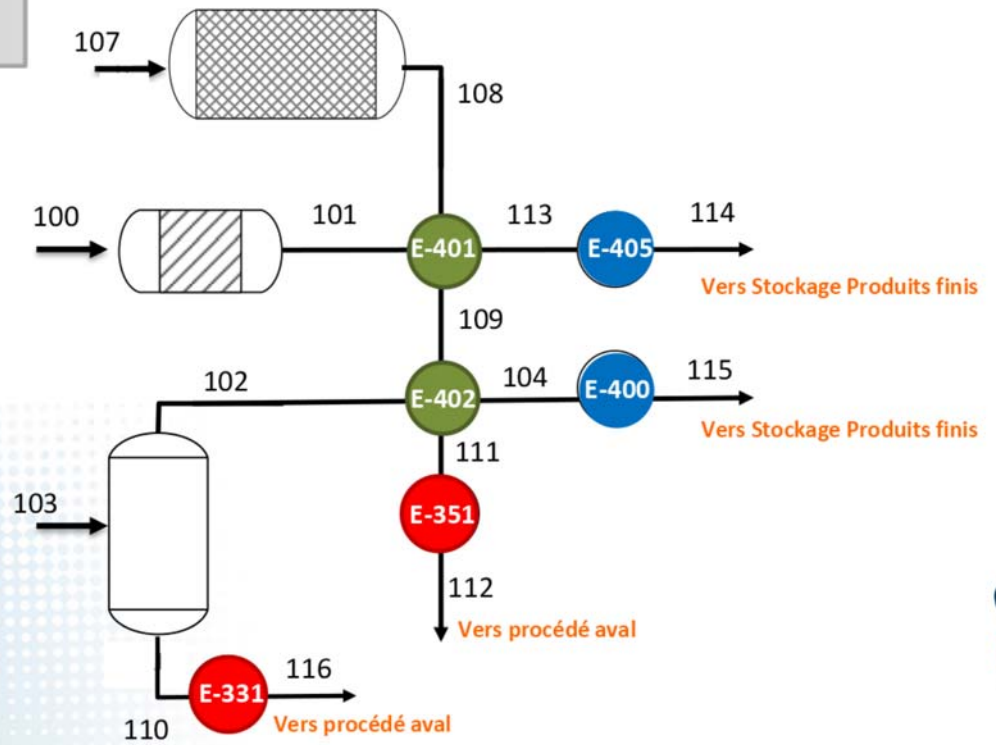 107
108
100
101
E-401
113
E-405
114
Vers Stockage Produits finis
109
102
E-402
104
E-400
115
Vers Stockage Produits finis
111
103
E-351
112
Vers procédé aval
E-331
116
Vers procédé aval
110